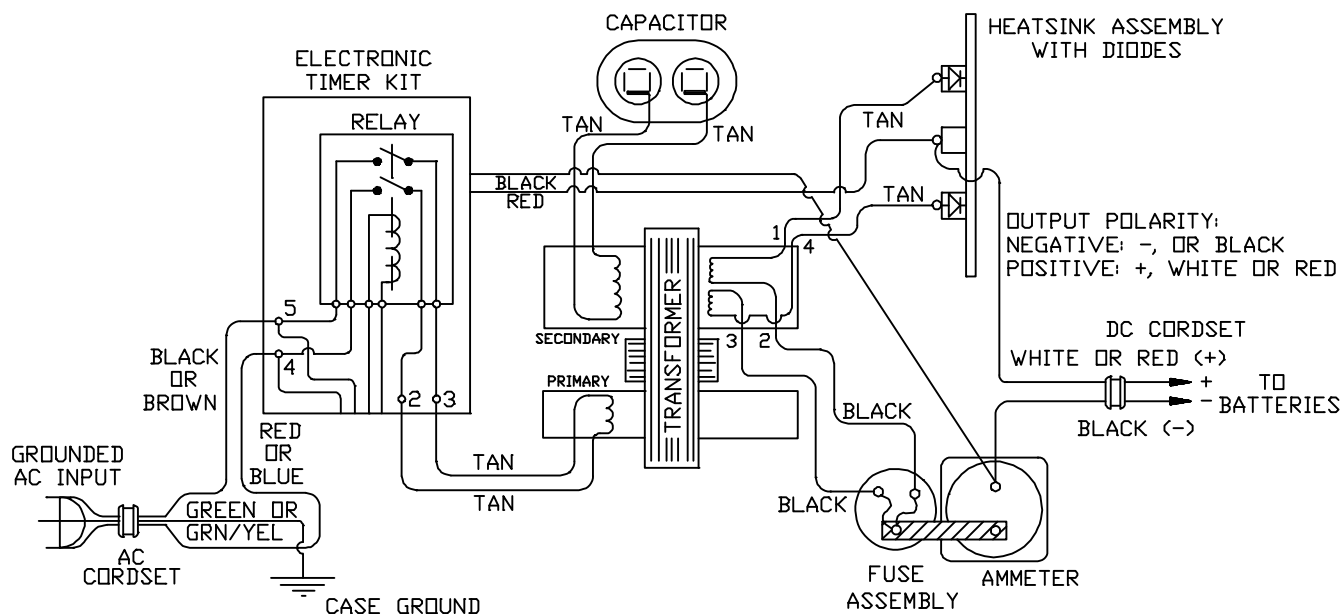 CAPACITOR
HEATSINK ASSEMBLY
WITH DIODES
ELECTRONIC
TIMER KIT
RELAY
TAN
TAN
TAN
BLACK
RED
TAN
OUTPUT POLARITY:
NEGATIVE: -, OR BLACK
POSITIVE: +, WHITE OR RED
1
4
5
4
SECONDARY
TRANSFORMER
3
2
PRIMARY
DC CORDSET
WHITE OR RED (+)
+
-
TO
BATTERIES
BLACK (-)
BLACK
OR
BROWN
2
3
BLACK
RED
OR
BLUE
GROUNDED
AC INPUT
TAN
TAN
GREEN OR
GRN/YEL
BLACK
AC
CORDSET
CASE GROUND
FUSE
ASSEMBLY
AMMETER